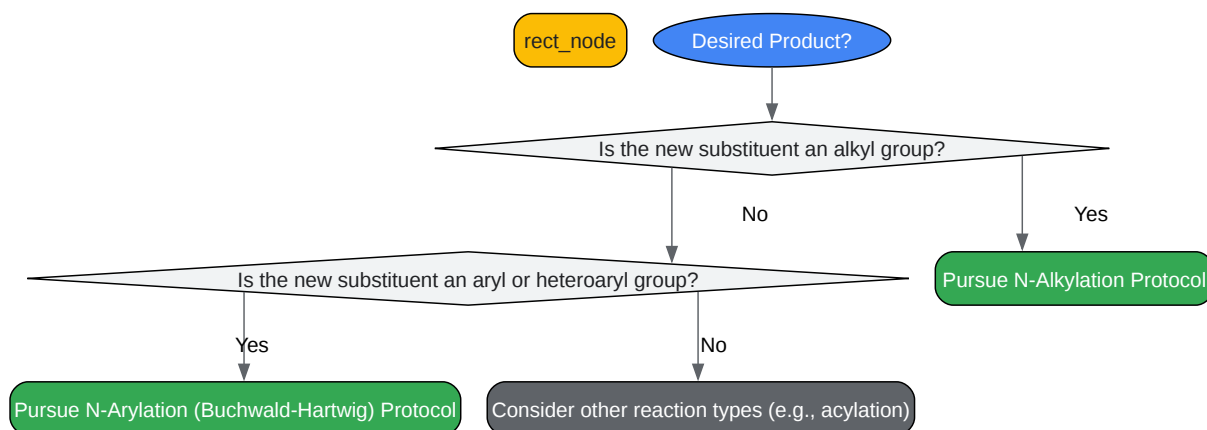 rect_node
Desired Product?
Is the new substituent an alkyl group?
No
Yes
Is the new substituent an aryl or heteroaryl group?
Pursue N-Alkylation Protocol
Yes
No
Pursue N-Arylation (Buchwald-Hartwig) Protocol
Consider other reaction types (e.g., acylation)